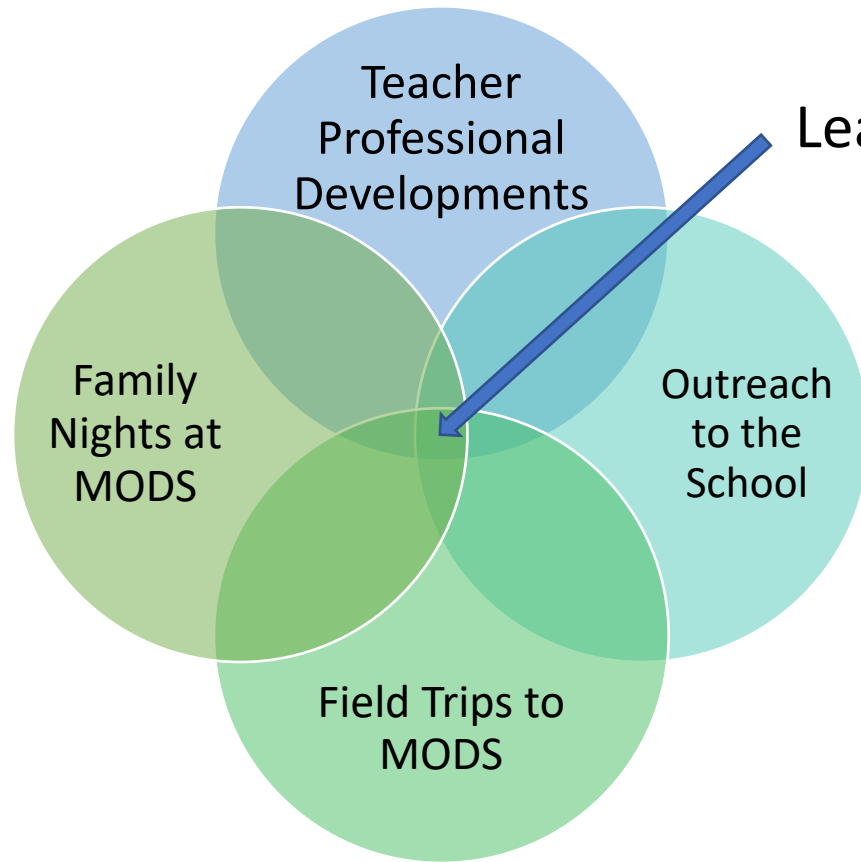 Teacher
Professional
Developments
Family
Nights at
MODS
Outreach
to the
School
Field Trips to
MODS